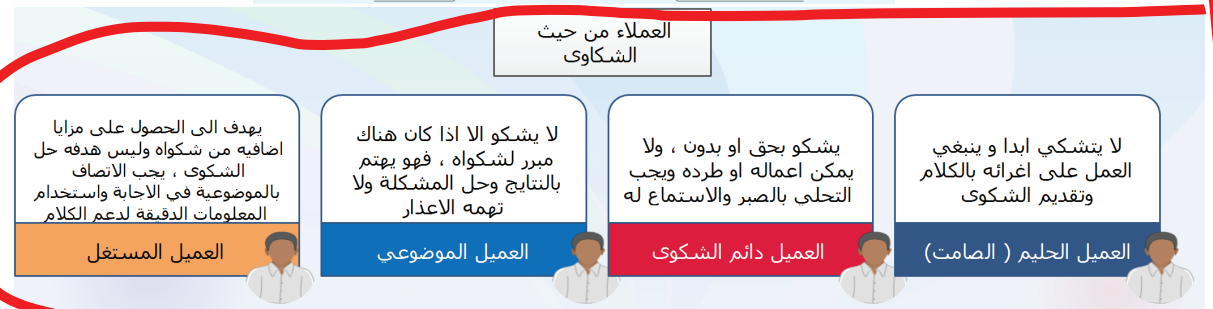 العملاء من حيث
الشكاوى
لا يتشكي ابدا و ينبغي
العمل على اغرائه بالكلام
وتقديم الشكوى
العميل الحليم ( الصامت)
يشكو بحق او بدون ، ولا
يمكن اعماله او طرده ويجب
التحلي بالصبر والاستماع له
العميل دائم الشكوى
لا يشكو الا اذا كان هناك
مبرر لشكواه ، فهو يهتم
بالنتايج وحل المشكلة ولا
تهمه الاعذار
العميل الموضوعي
يهدف الى الحصول على مزايا
اضافيه من شكواه وليس هدفه حل
الشكوى ، يجب الاتصاف
بالموضوعية في الاجابة واستخدام
المعلومات الدقيقة لدعم الكلام
العميل المستغل